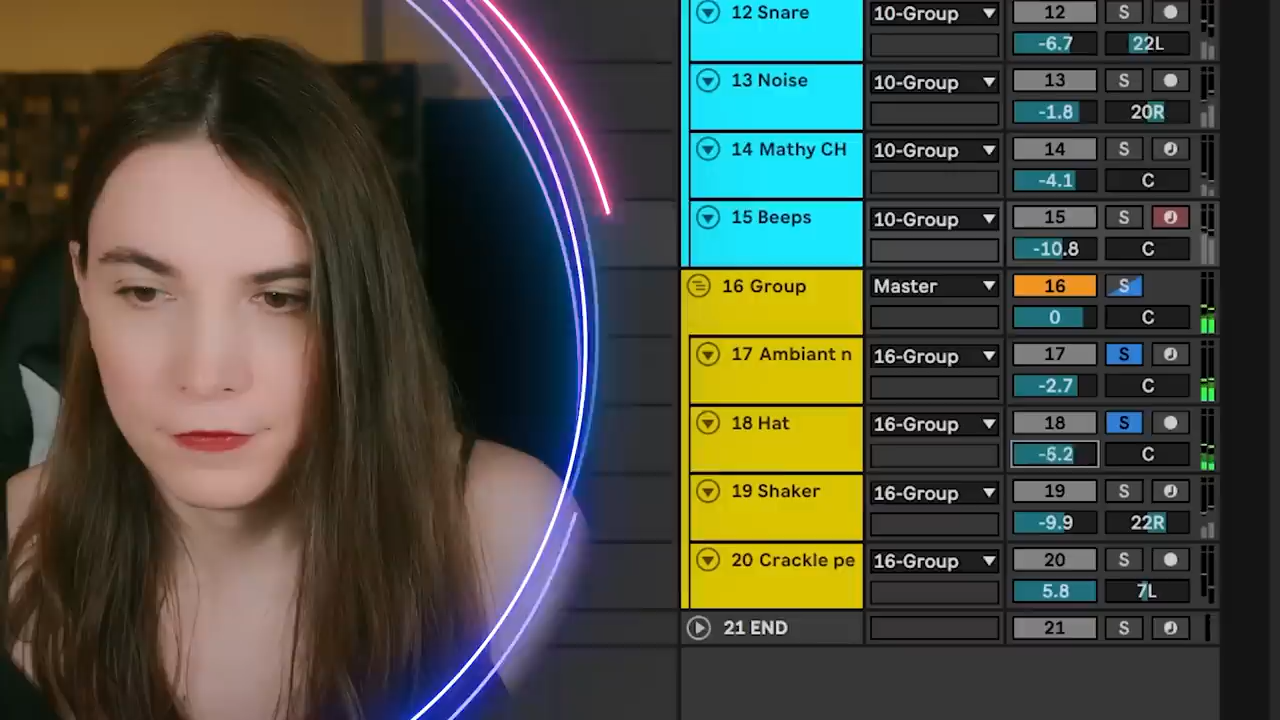 12 Snare 10-Group 12 S
-6.7 22L
13 Noise 10-Group 13 S
-1.8 20R
14 Mathy CH 10-Group 14 S
-4.1 C
15 Beeps 10-Group 15 S
-10.8 C
16 Group Master 16 S
0 C
17 Ambiant n 16-Group 17 S
-2.7 C
18 Hat 16-Group 18 S
-5.2 C
19 Shaker 16-Group 19 S
-9.9 22R
20 Crackle pe 16-Group 20 S
5.8 7L
21 END 21 S